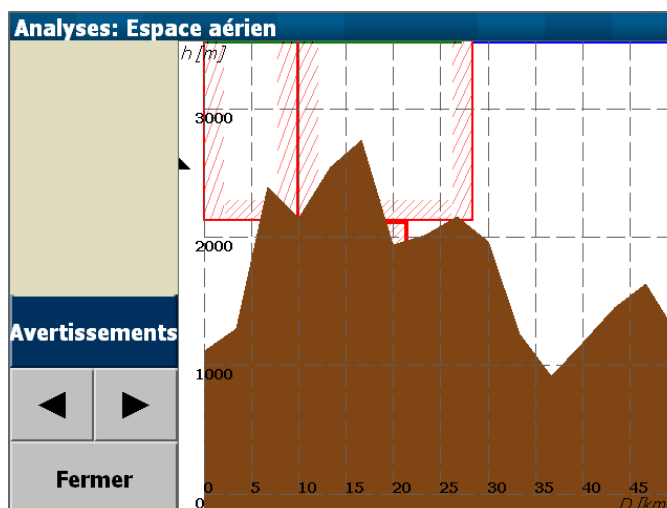 Analyses: Espace aérien
h [m]
3000
2000
1000
0
0 5 10 15 20 25 30 35 40 45
D [km
Avertissements
Fermer